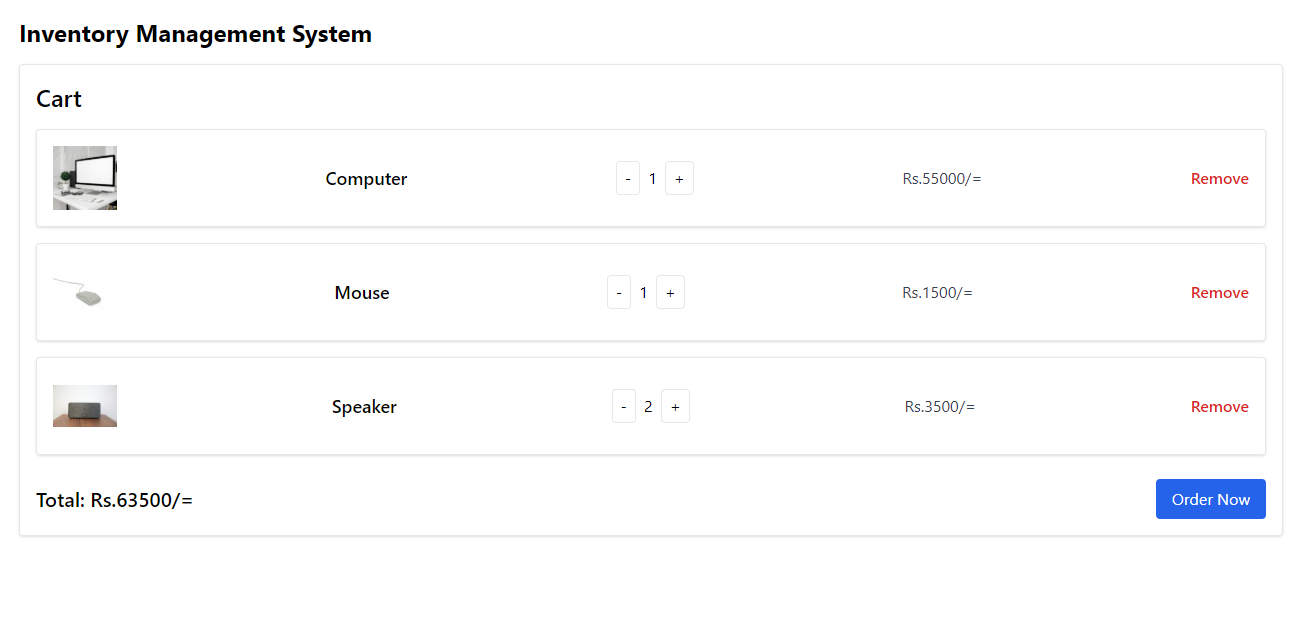 Inventory Management System
Cart
Computer - 1 + Rs.55000/= Remove
Mouse - 1 + Rs.1500/= Remove
Speaker - 2 + Rs.3500/= Remove
Total: Rs.63500/= Order Now